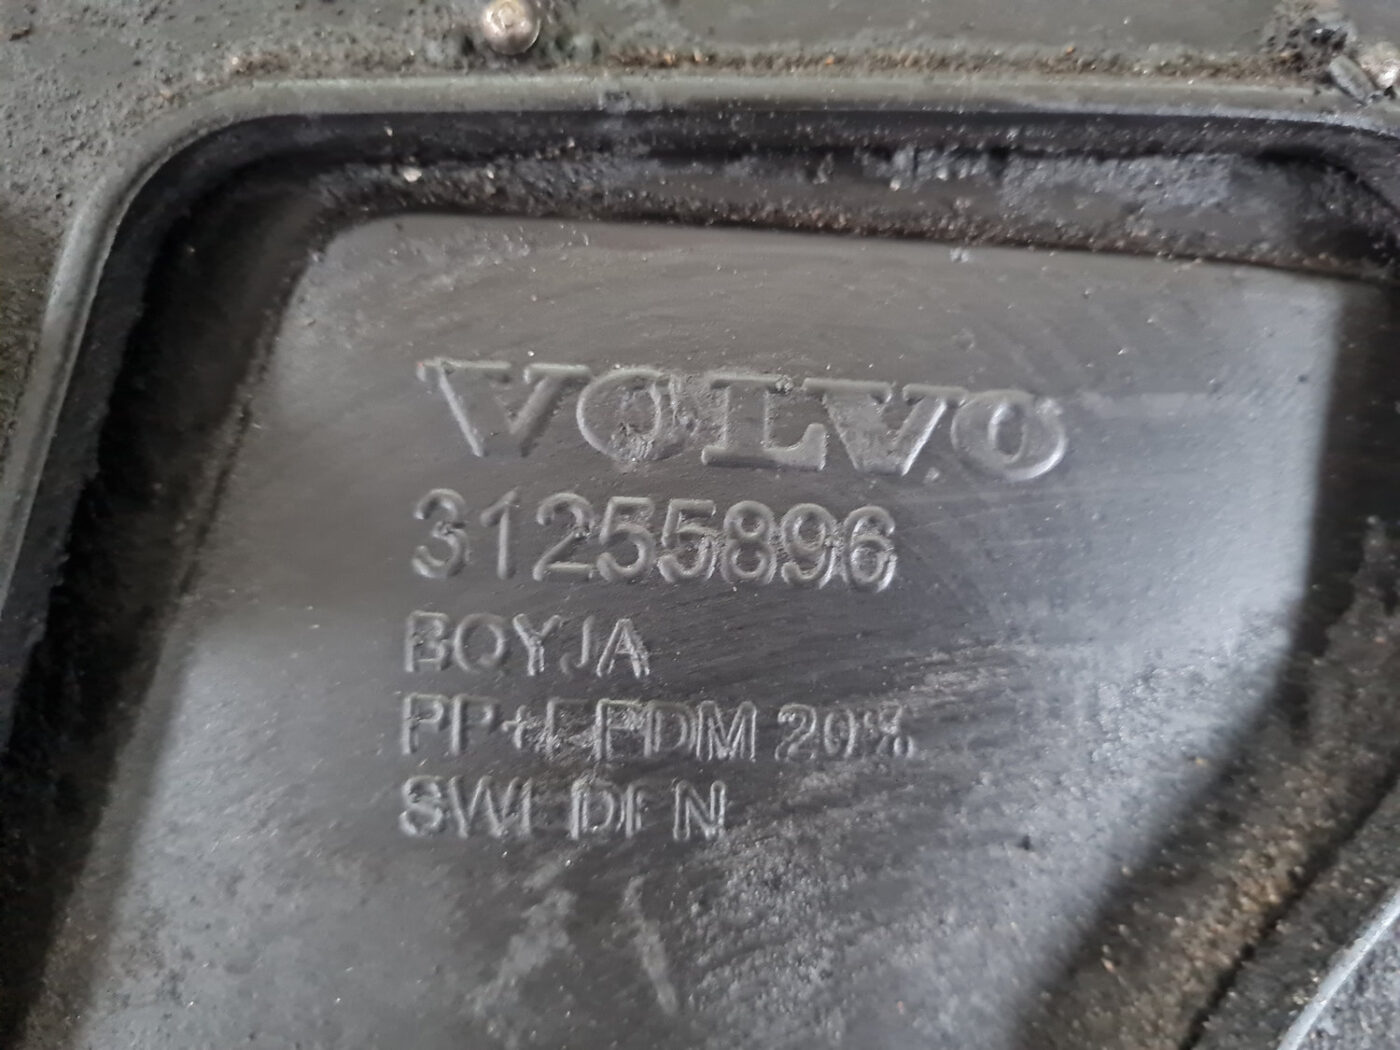 VOLVO
31255896
BOYJA
PP+EPDM 20%
SWEDEN